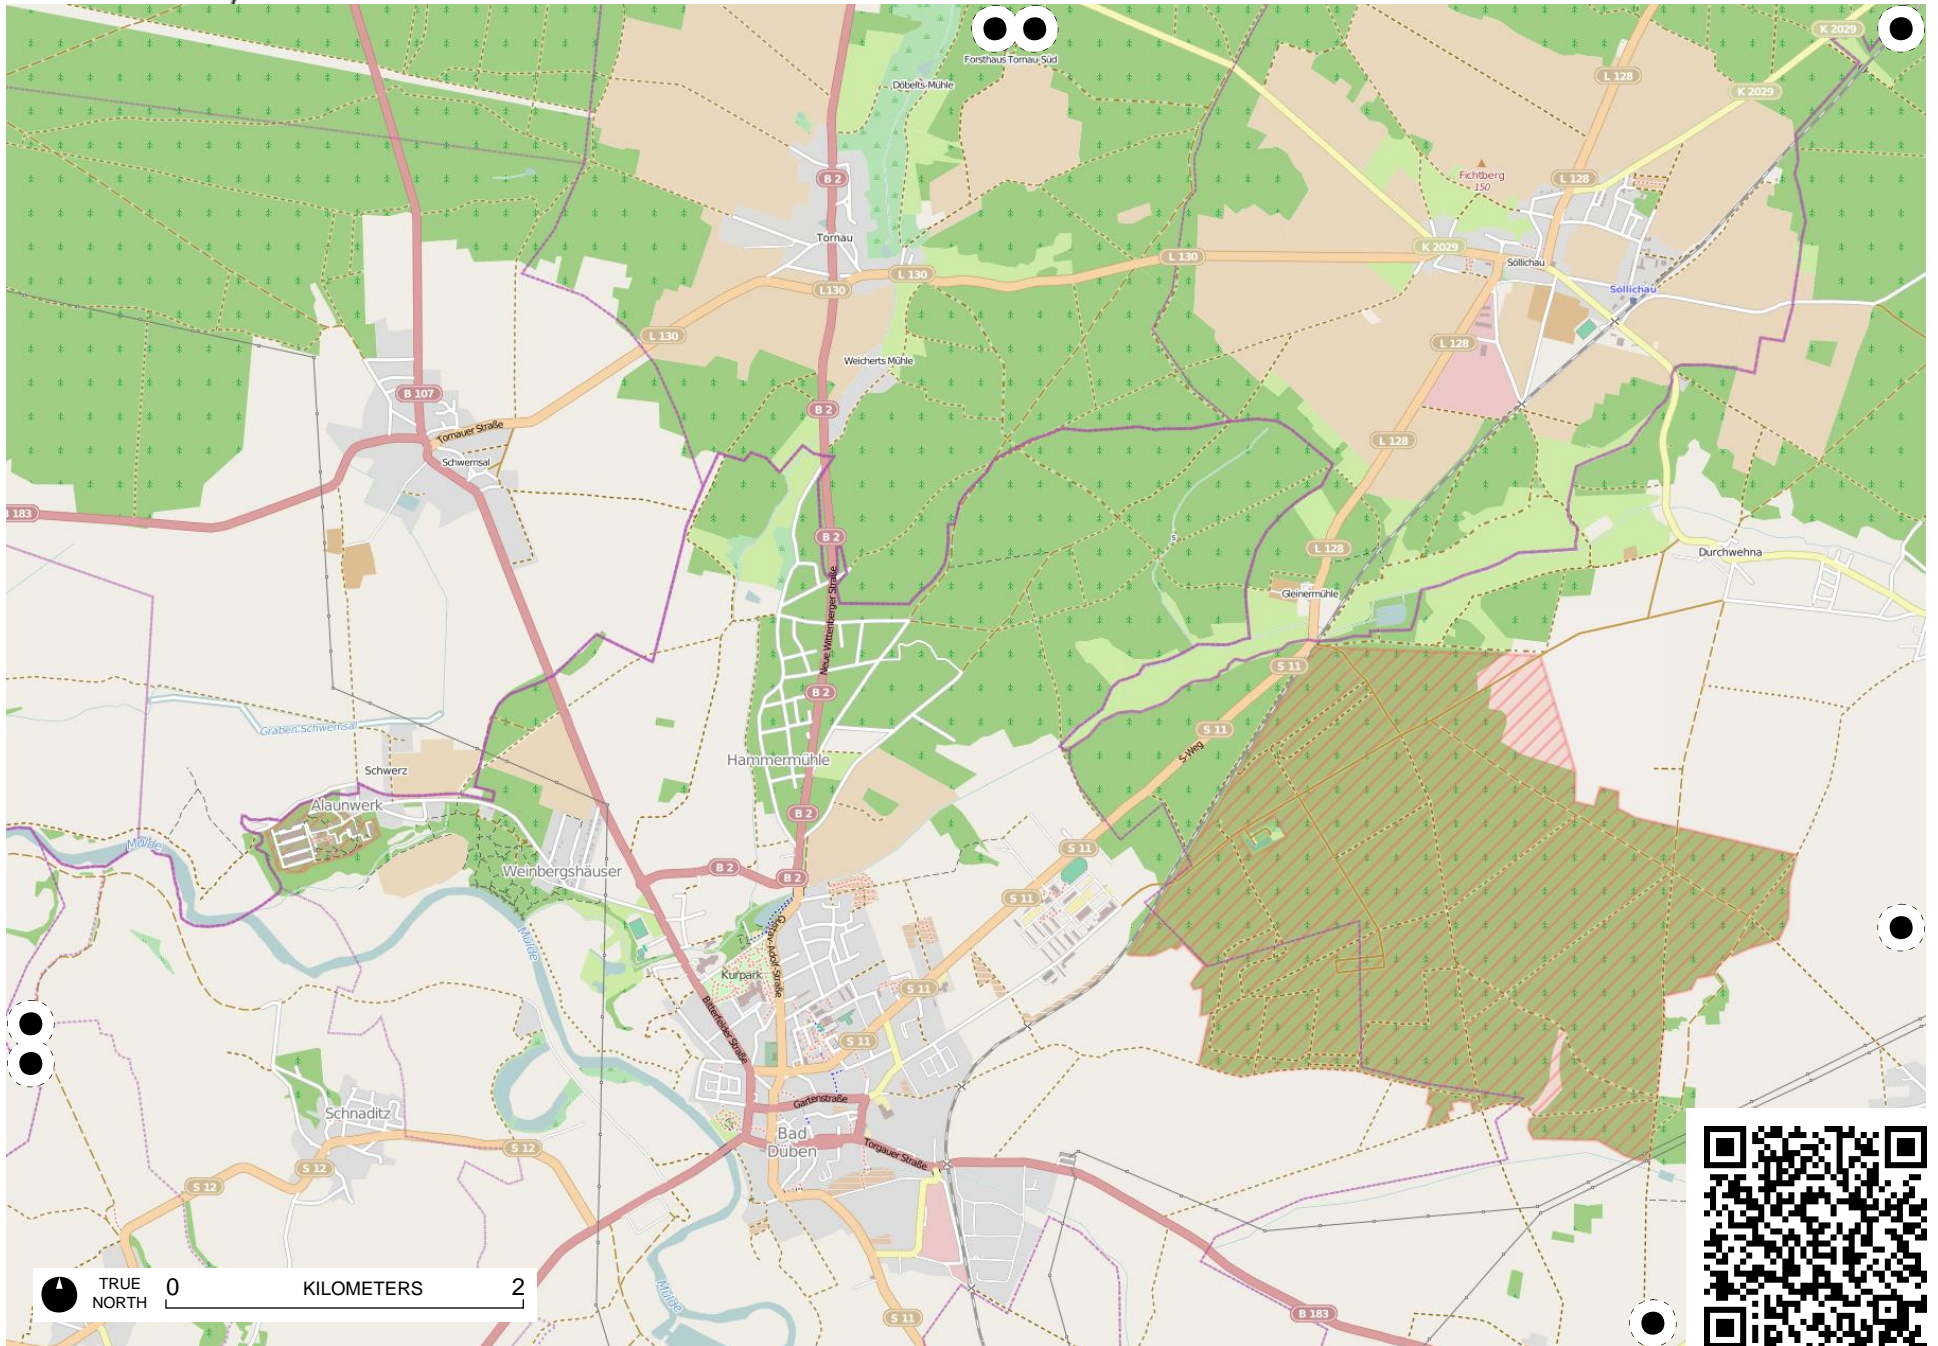 K 2029
Forsthaus Tornau-Süd
L 128
Döbelts-Mühle
K 2029
Fichtberg
150
B 2
L 128
Tornau
K 2029
L 130
L 130
Söllichau
L130
Söllichau
L 130
L 128
Weicherts Mühle
B 107
B 2
Tornauer Straße
L 128
Schwemsal
183
B 2
L 128
Durchwehna
Gleinermühle
Neue Wittenberger Straße
S 11
B 2
Graben Schwemsal
S 11
S-Weg
Hammermühle
Schwerz
Alaunwerk
B 2
Mulde
S 11
Weinbergshäuser
B 2
B 2
S 11
Gustav-Adolf-Straße
Mulde
Kurpark
S 11
Bitterfelder Straße
S 11
Gartenstraße
Schnaditz
Bad
Düben
S 12
Torgauer Straße
S 12
S 12
TRUE
NORTH
0 KILOMETERS 2
Mulde
S 11
B 183